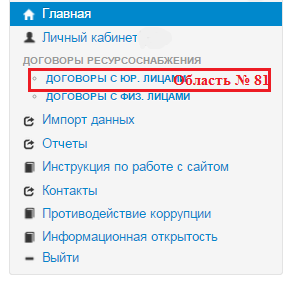 Главная
Личный кабинет
ДОГОВОРЫ РЕСУРСОСНАБЖЕНИЯ
ДОГОВОРЫ С ЮР. ЛИЦАМИ Область № 81
ДОГОВОРЫ С ФИЗ. ЛИЦАМИ
Импорт данных
Отчеты
Инструкция по работе с сайтом
Контакты
Противодействие коррупции
Информационная открытость
Выйти